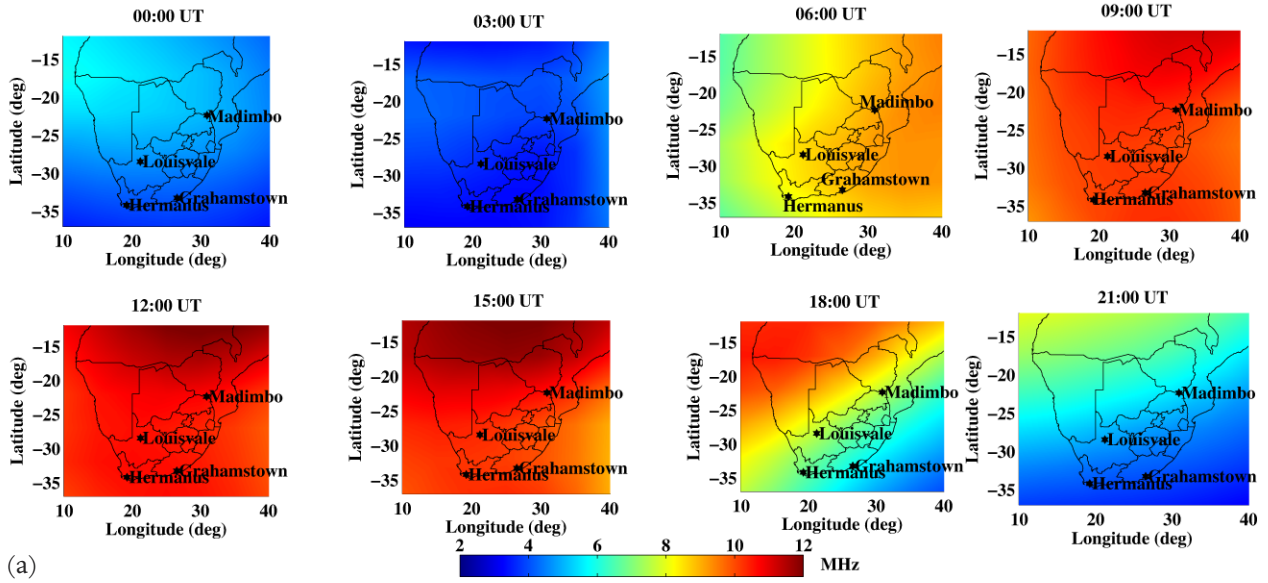 00:00 UT
03:00 UT
06:00 UT
09:00 UT
Latitude (deg)
−15
−20
−25
−30
−35
Madimbo
Louisvale
Hermanus
Grahamstown
10 20 30 40
Longitude (deg)
Latitude (deg)
−15
−20
−25
−30
−35
Madimbo
Louisvale
Hermanus
Grahamstown
10 20 30 40
Longitude (deg)
Latitude (deg)
−15
−20
−25
−30
−35
Madimbo
Louisvale
Grahamstown
Hermanus
10 20 30 40
Longitude (deg)
Latitude (deg)
−15
−20
−25
−30
−35
Madimbo
Louisvale
Hermanus
Grahamstown
10 20 30 40
Longitude (deg)
12:00 UT
15:00 UT
18:00 UT
21:00 UT
Latitude (deg)
−15
−20
−25
−30
−35
Madimbo
Louisvale
Hermanus
Grahamstown
10 20 30 40
Longitude (deg)
Latitude (deg)
−15
−20
−25
−30
−35
Madimbo
Louisvale
Hermanus
Grahamstown
10 20 30 40
Longitude (deg)
Latitude (deg)
−15
−20
−25
−30
−35
Madimbo
Louisvale
Hermanus
Grahamstown
10 20 30 40
Longitude (deg)
Latitude (deg)
−15
−20
−25
−30
−35
Madimbo
Louisvale
Hermanus
Grahamstown
10 20 30 40
Longitude (deg)
(a)
2 4 6 8 10 12
MHz